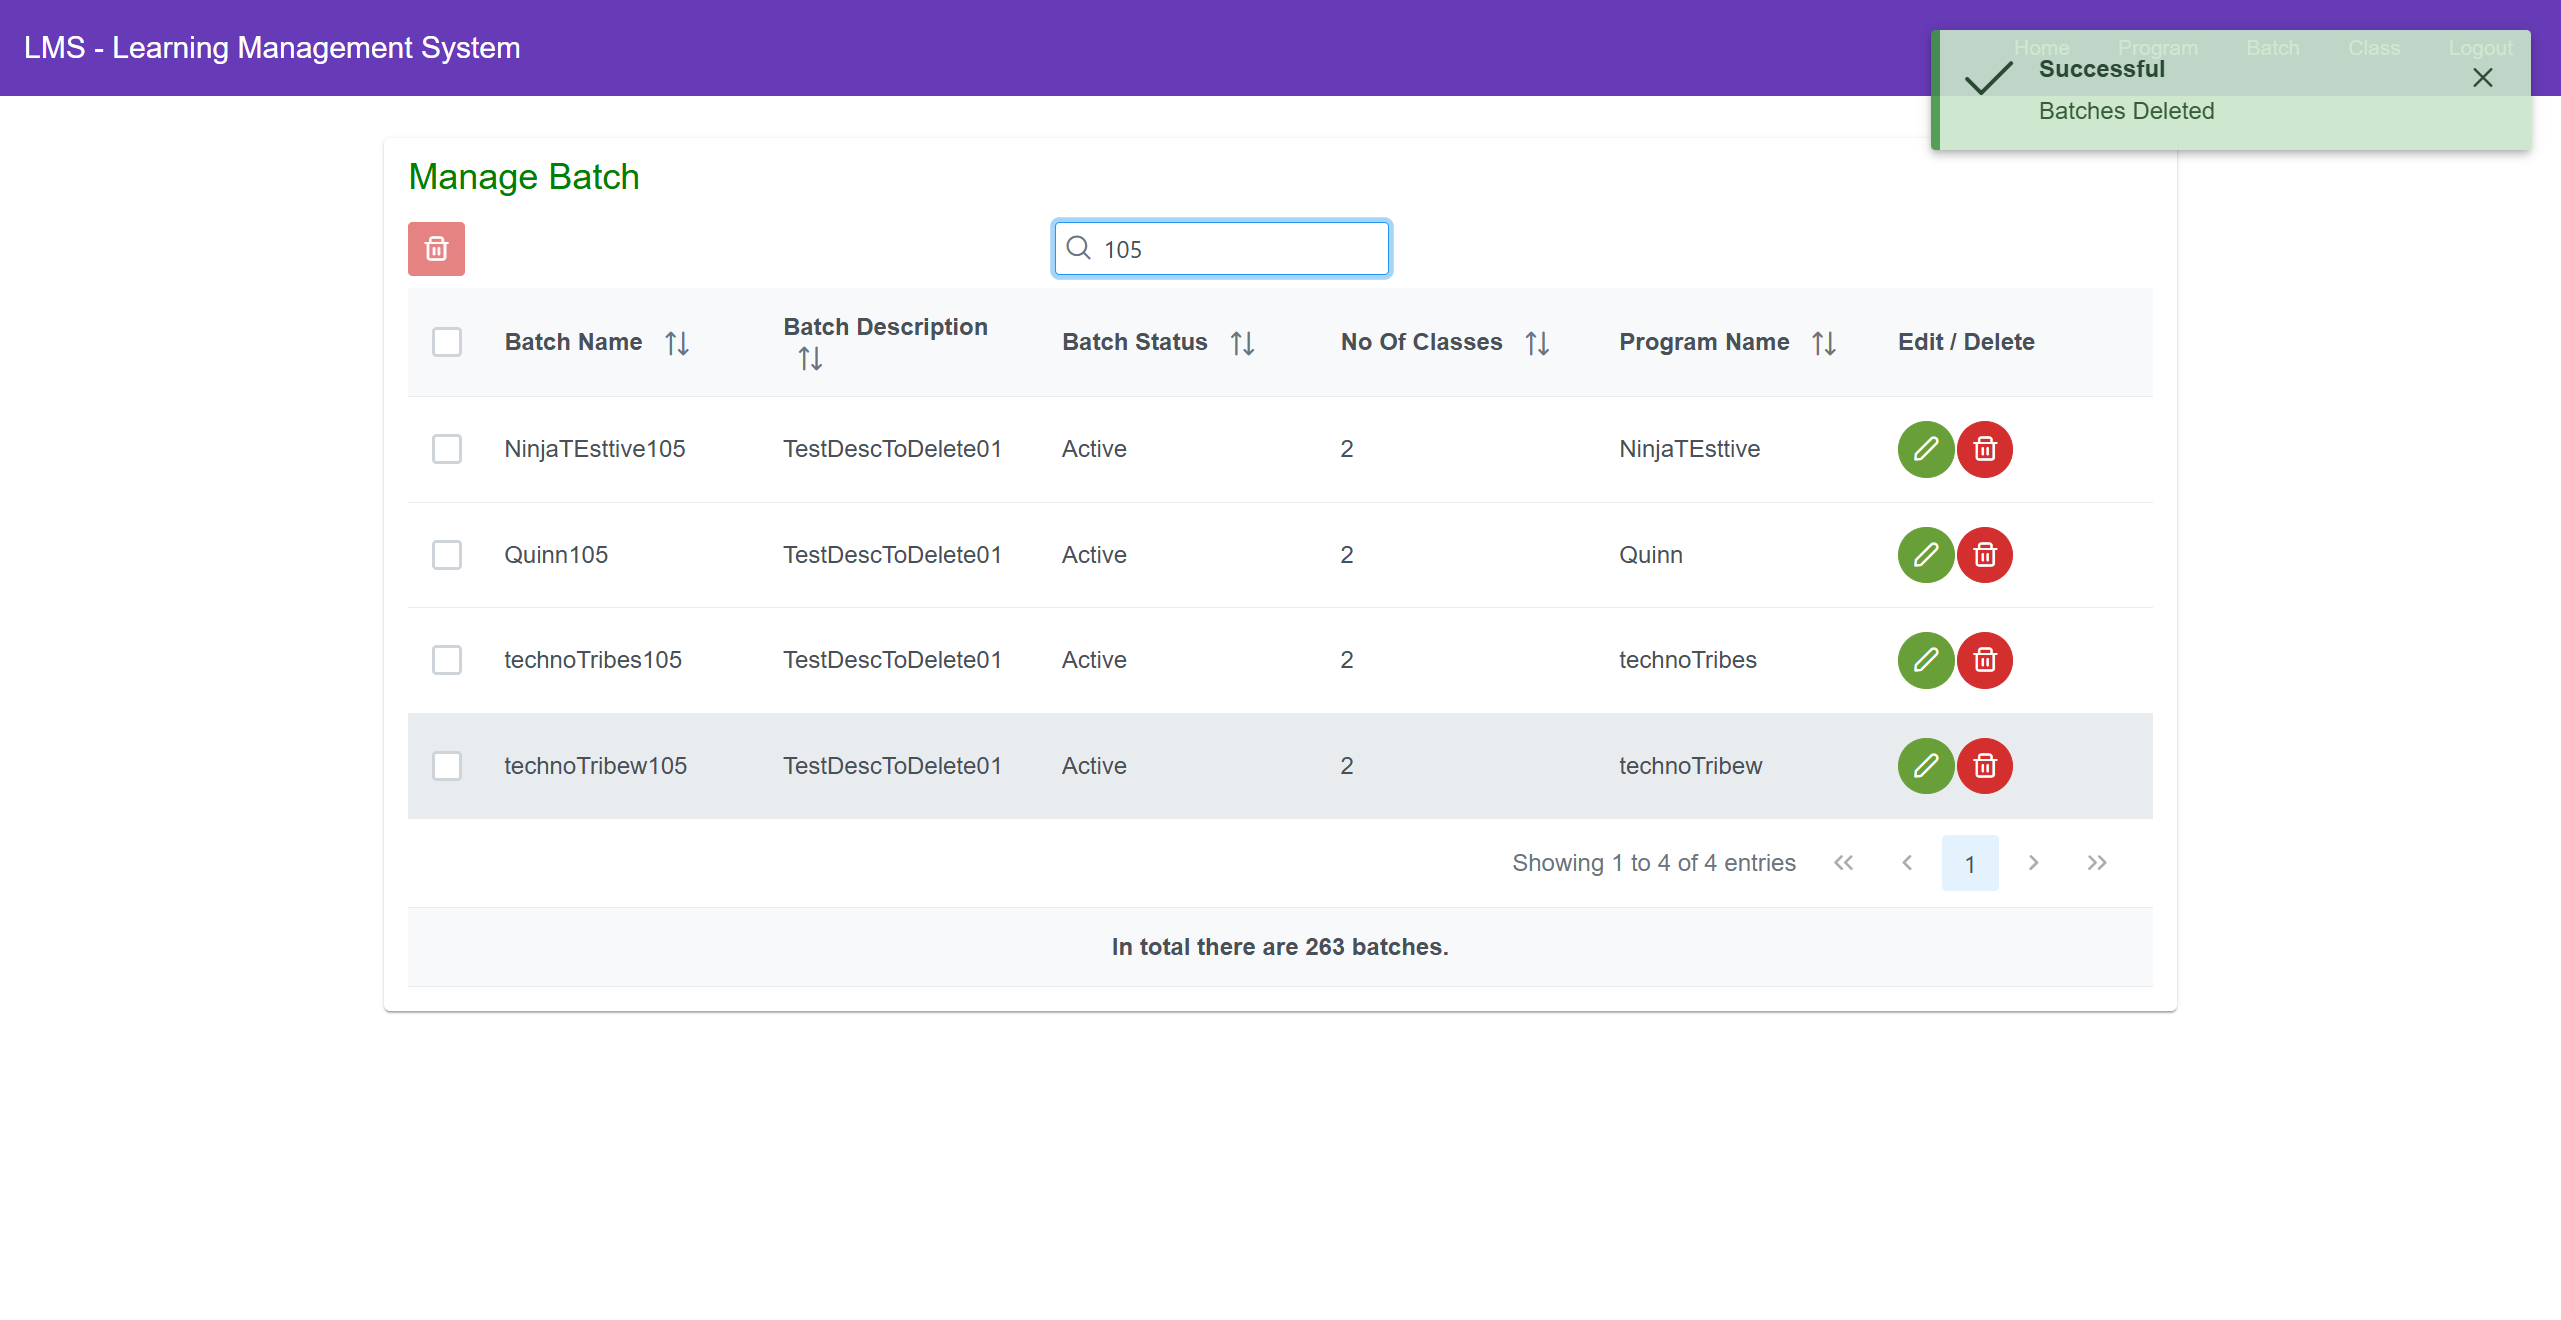 LMS - Learning Management System
Home Program Batch Class Logout
Successful
Batches Deleted
Manage Batch
105
Batch Name Batch Description Batch Status No Of Classes Program Name Edit / Delete
NinjaTEsttive105 TestDescToDelete01 Active 2 NinjaTEsttive
Quinn105 TestDescToDelete01 Active 2 Quinn
technoTribes105 TestDescToDelete01 Active 2 technoTribes
technoTribew105 TestDescToDelete01 Active 2 technoTribew
Showing 1 to 4 of 4 entries 1
In total there are 263 batches.